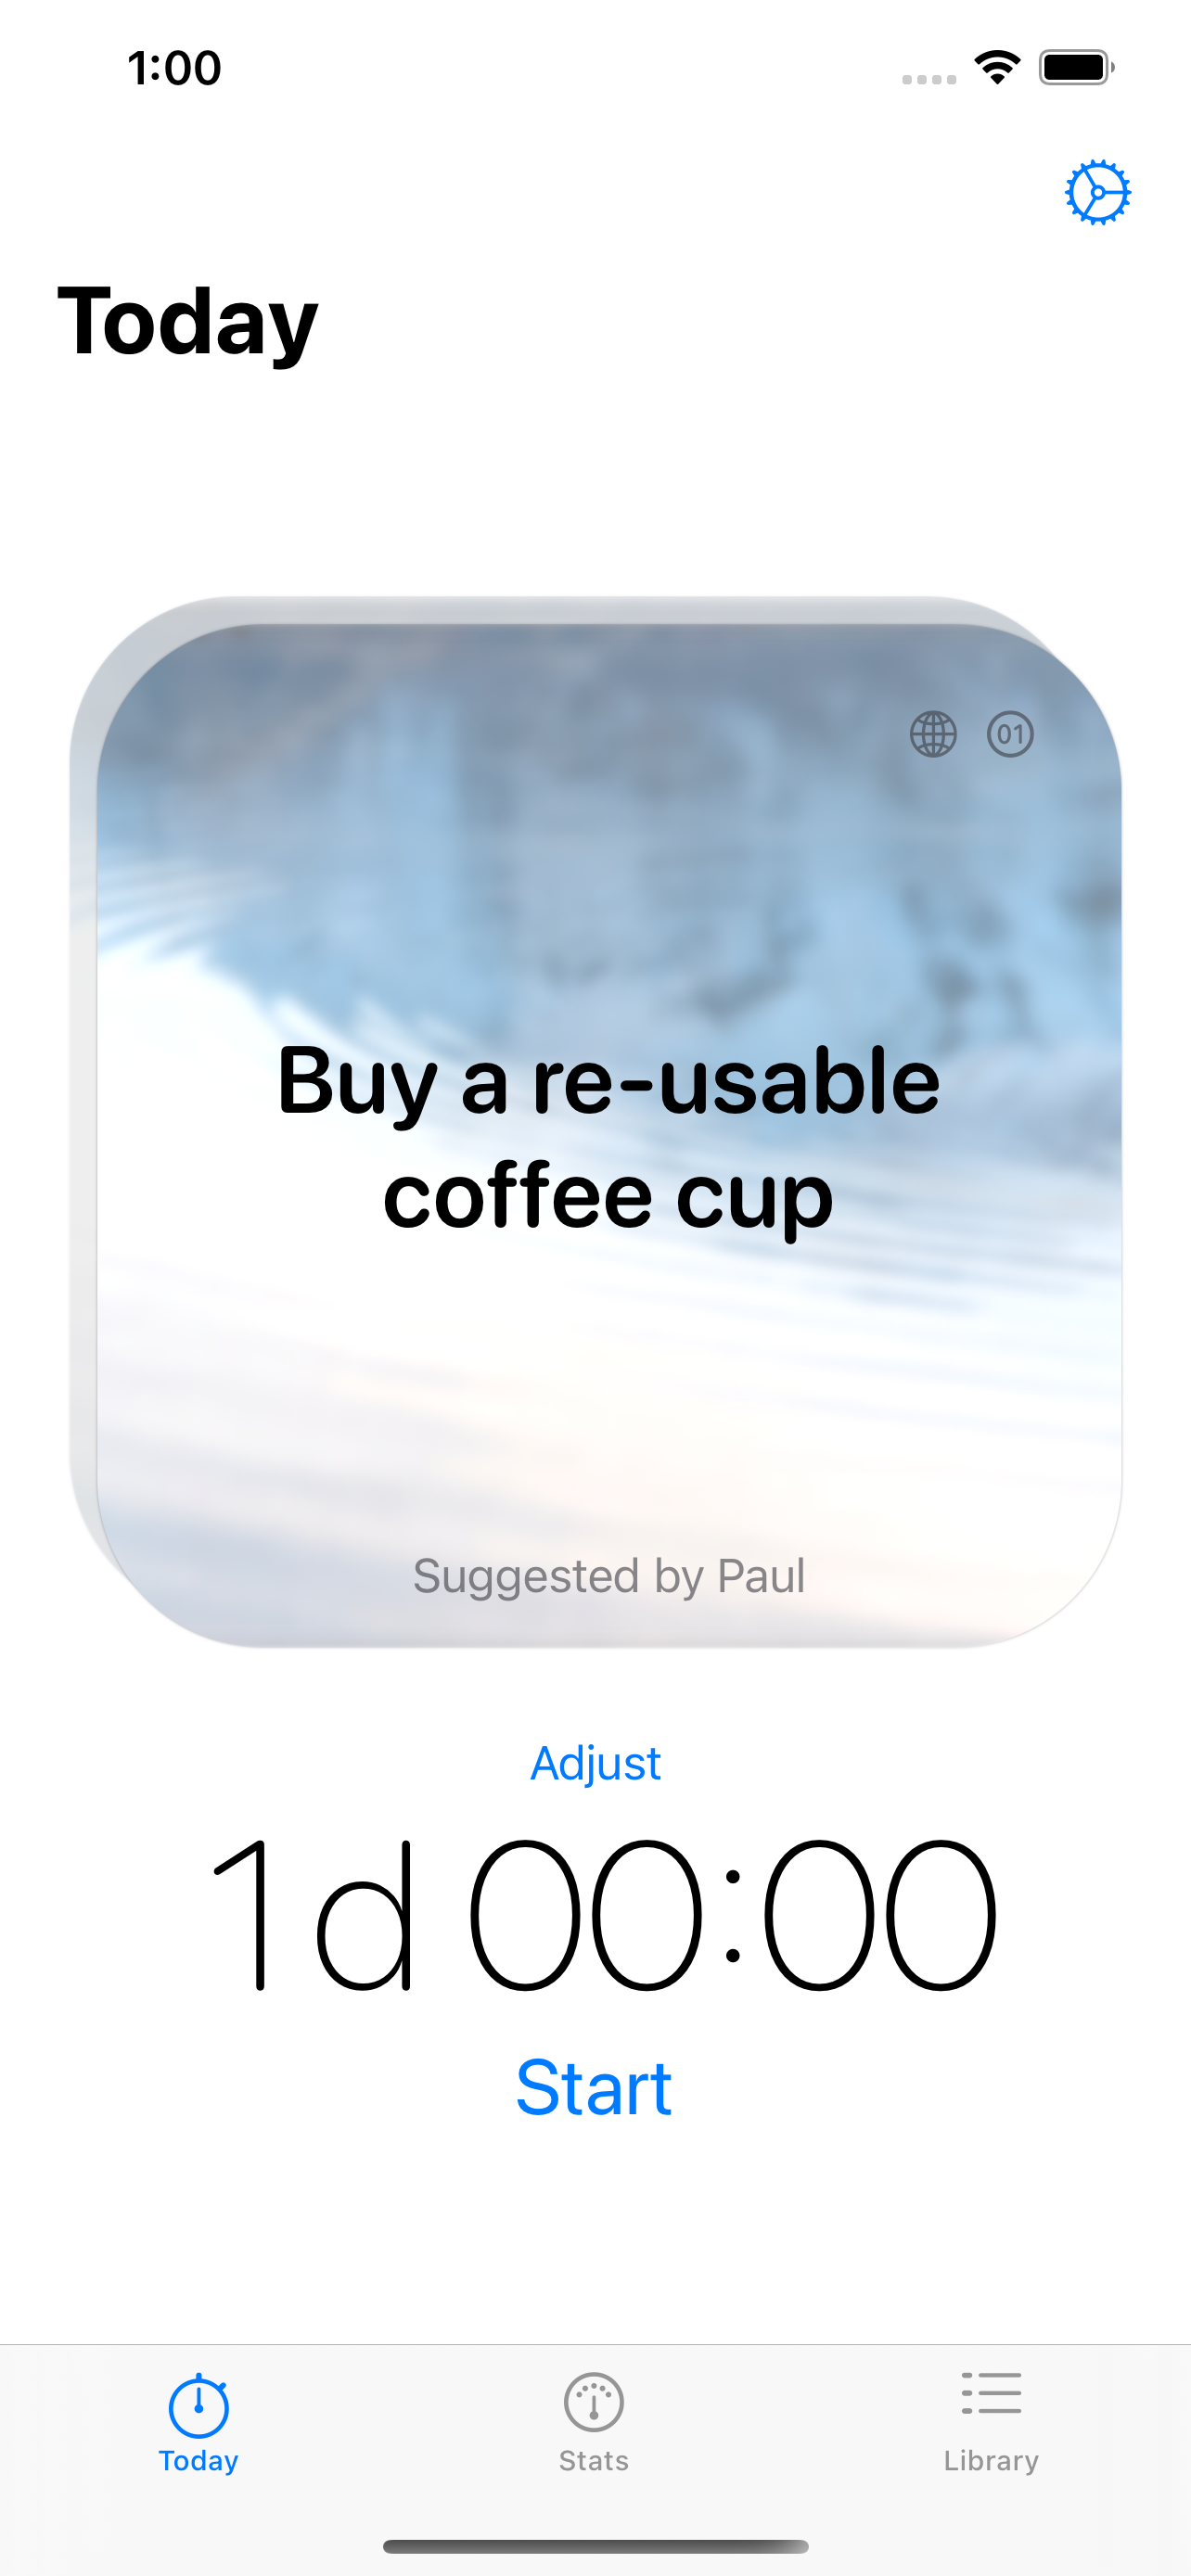 1:00
Today
01
Buy a re-usable
coffee cup
Suggested by Paul
Adjust
1d 00:00
Start
Today
Stats
Library